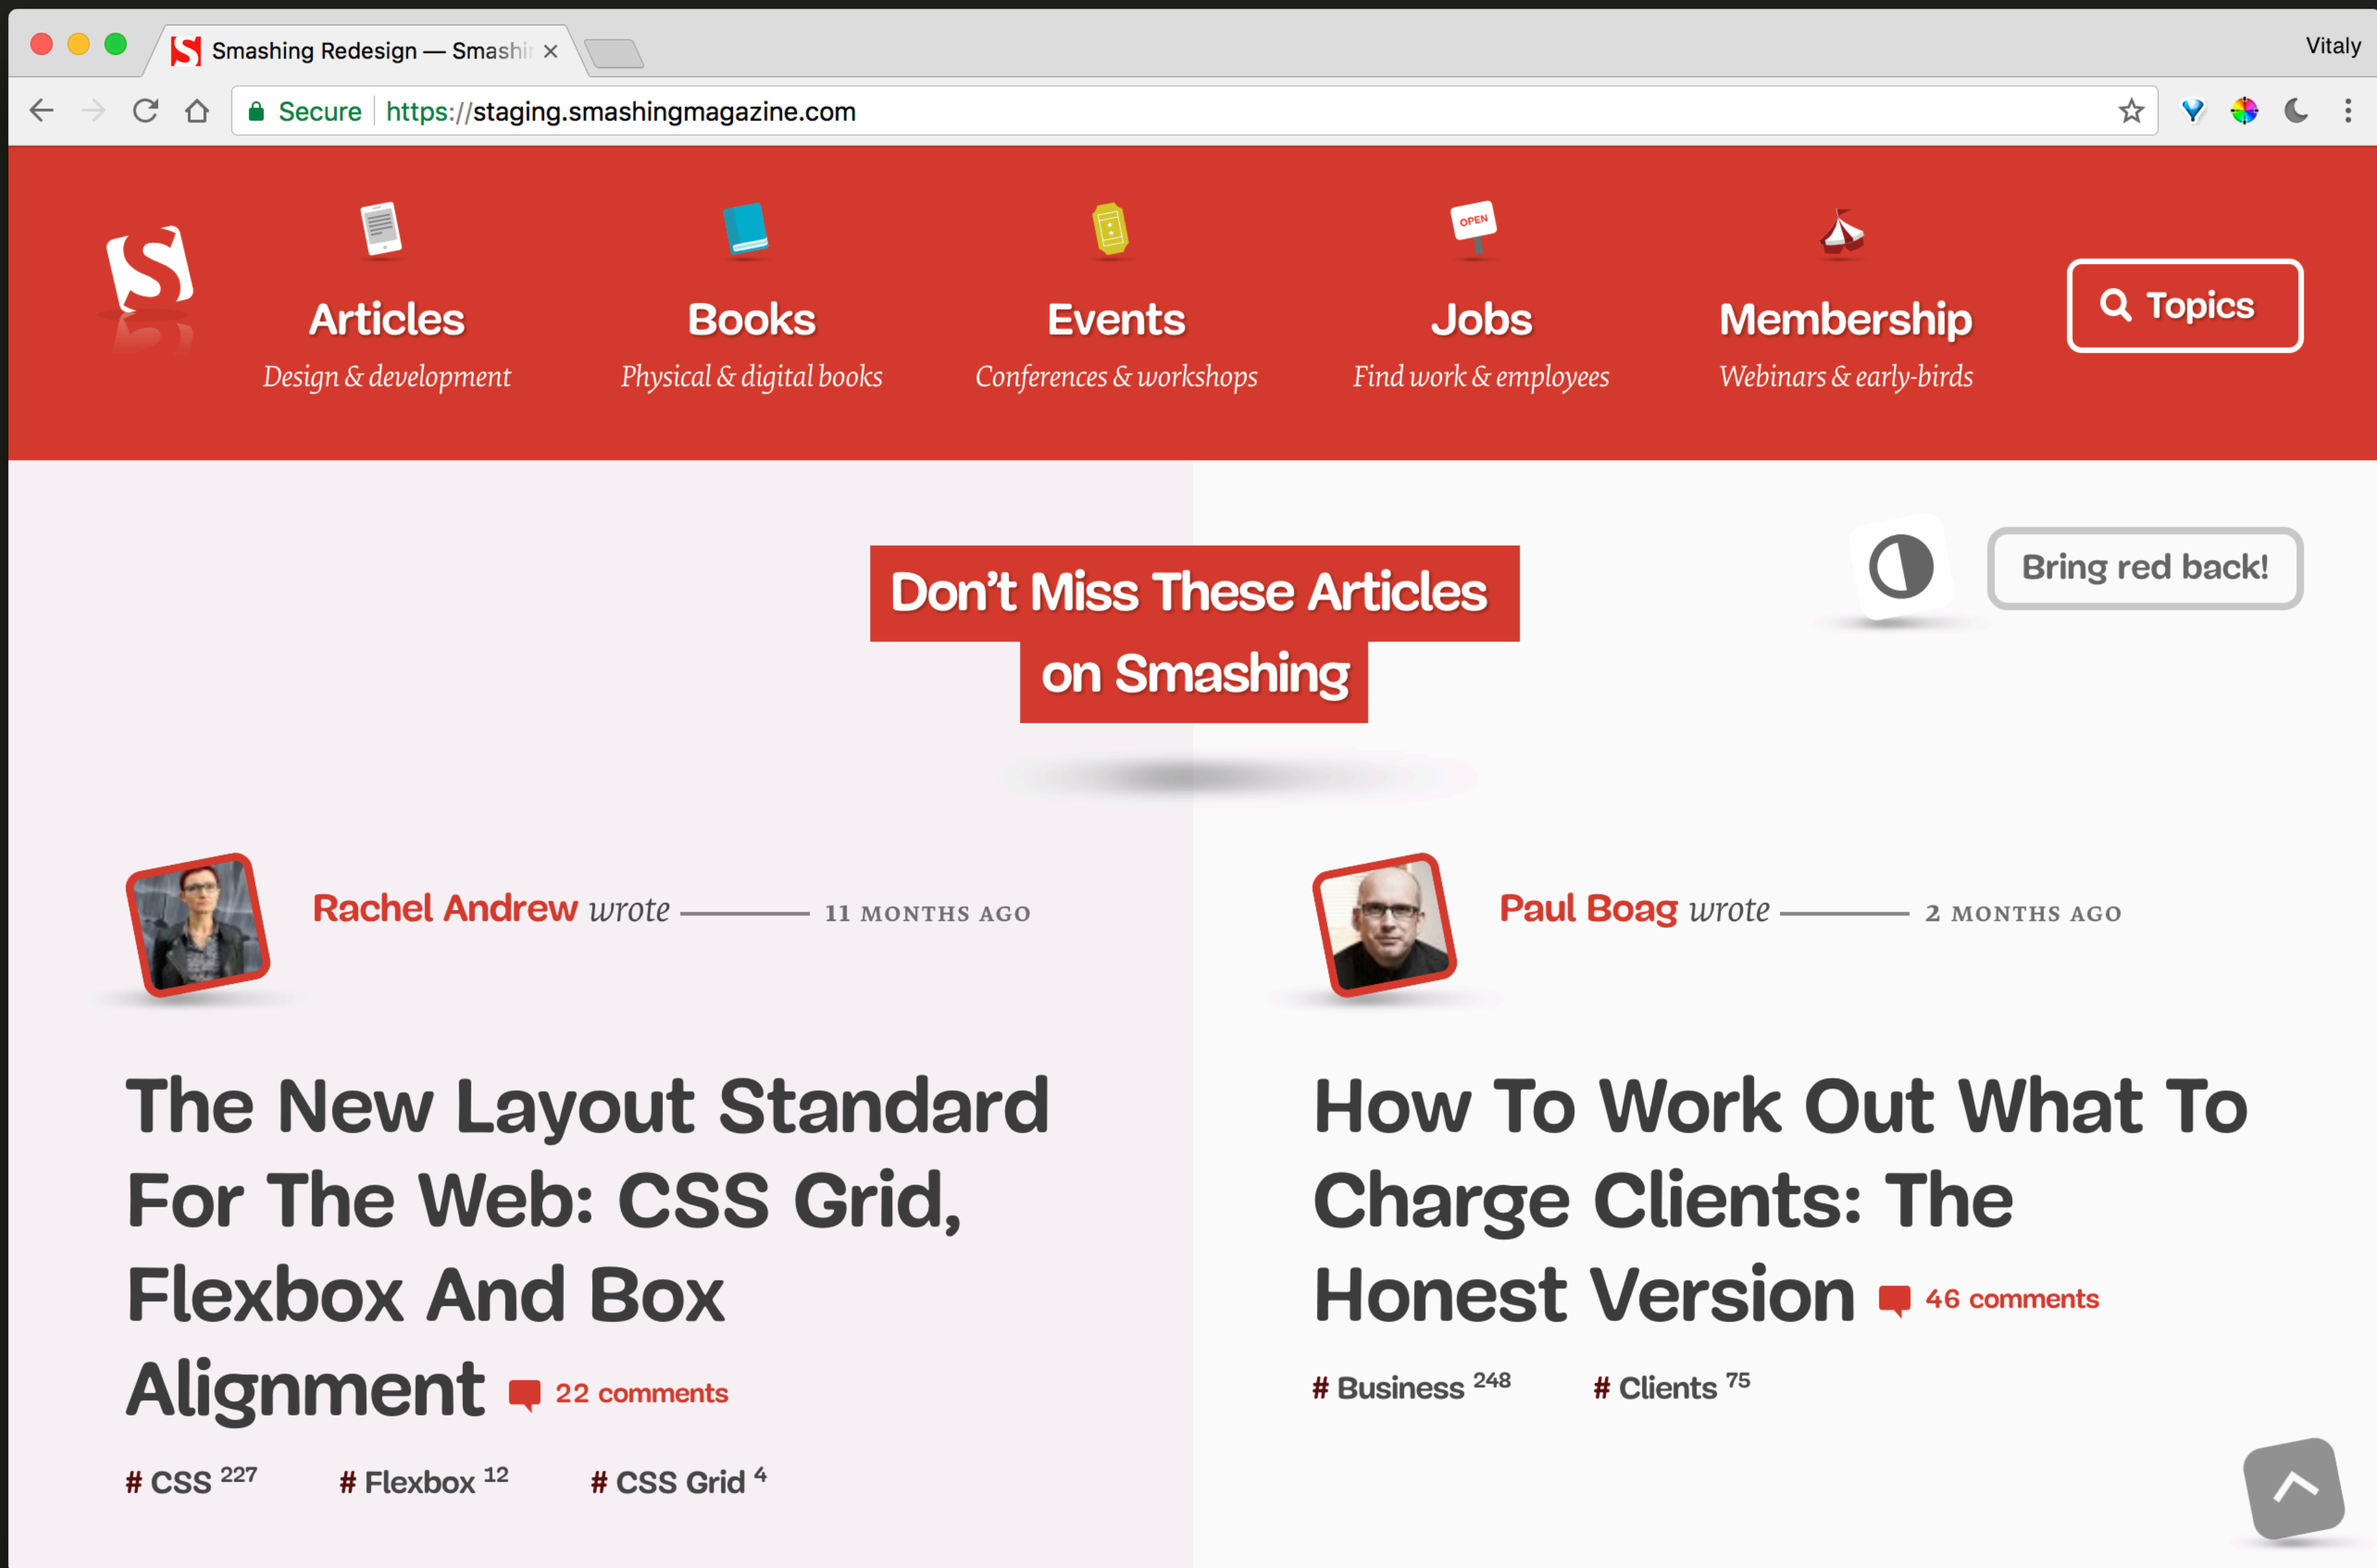 Smashing Redesign — Smashin
Vitaly
Secure https://staging.smashingmagazine.com
OPEN
Articles
Design & development
Books
Physical & digital books
Events
Conferences & workshops
Jobs
Find work & employees
Membership
Webinars & early-birds
Topics
Don’t Miss These Articles
on Smashing
Bring red back!
Rachel Andrew wrote 11 MONTHS AGO
The New Layout Standard
For The Web: CSS Grid,
Flexbox And Box
Alignment 22 comments
# CSS 227 # Flexbox 12 # CSS Grid 4
Paul Boag wrote 2 MONTHS AGO
How To Work Out What To
Charge Clients: The
Honest Version 46 comments
# Business 248 # Clients 75